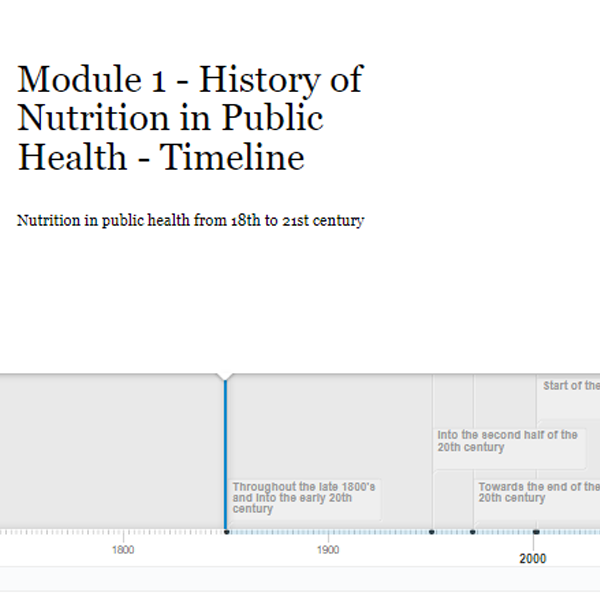 Module 1 - History of
Nutrition in Public
Health - Timeline
Nutrition in public health from 18th to 21st century
Start of the
Into the second half of the
20th century
Throughout the late 1800's
and into the early 20th
century
Towards the end of the
20th century
1800
1900
2000